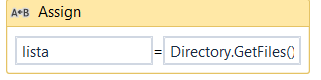 A+B Assign
lista = Directory.GetFiles()